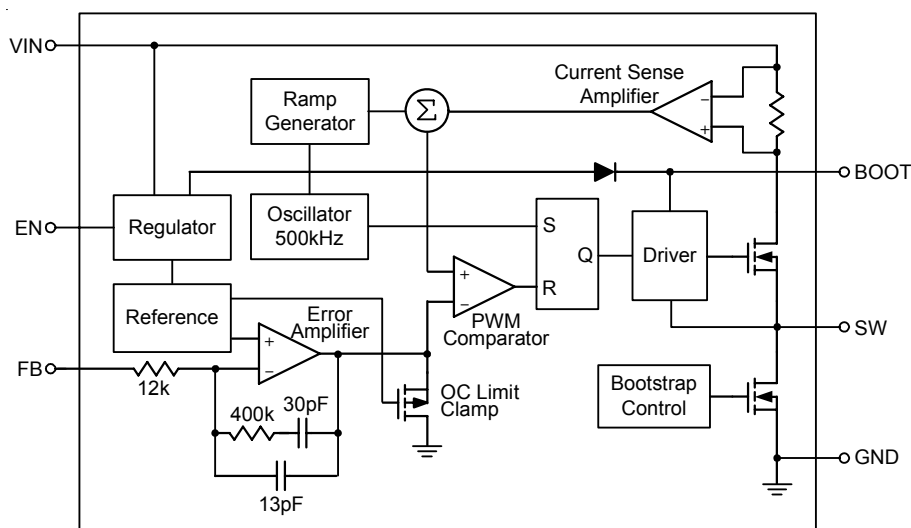 VIN
Current Sense
Amplifier
Ramp
Generator
Σ
−
+
BOOT
EN
Regulator
Oscillator
500kHz
S
Q
R
Driver
+
−
PWM
Comparator
Reference
Error
Amplifier
+
−
SW
FB
12k
OC Limit
Clamp
Bootstrap
Control
400k
30pF
13pF
GND